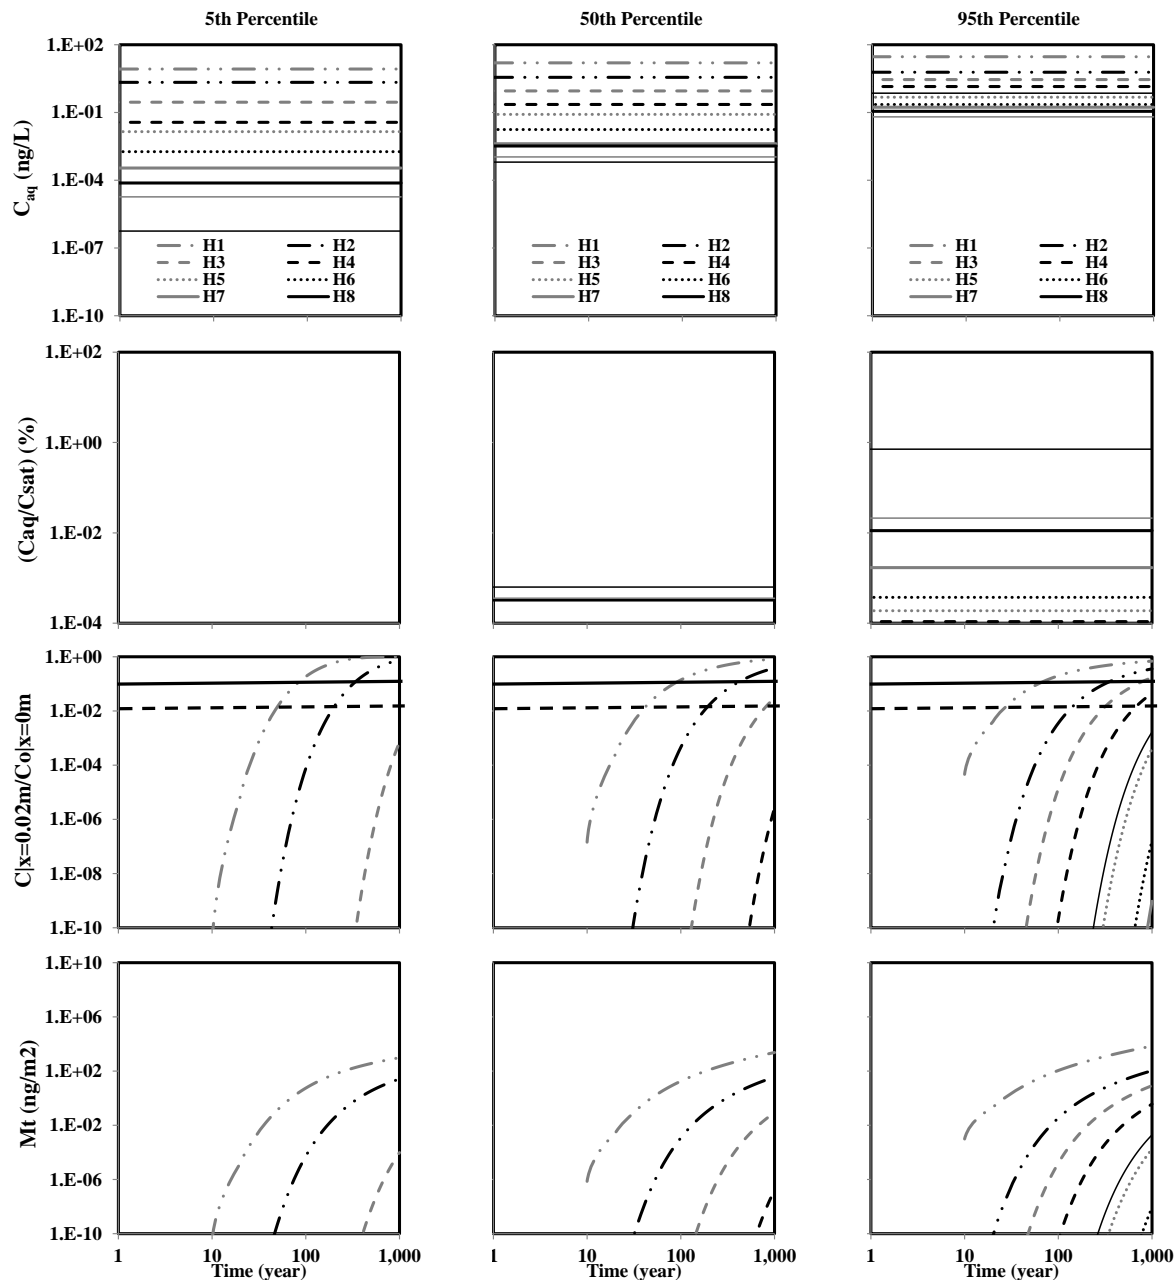 5th Percentile 50th Percentile 95th Percentile
C_aq (ng/L)
1.E+02
1.E-01
1.E-04
1.E-07
1.E-10
H1 H2
H3 H4
H5 H6
H7 H8
H1 H2
H3 H4
H5 H6
H7 H8
H1 H2
H3 H4
H5 H6
H7 H8
(Caq/Csat) (%)
1.E+02
1.E+00
1.E-02
1.E-04
C|x=0.02m/Co|x=0m
1.E+00
1.E-02
1.E-04
1.E-06
1.E-08
1.E-10
Mt (ng/m2)
1.E+10
1.E+06
1.E+02
1.E-02
1.E-06
1.E-10
1 10 100 1,000 1 10 100 1,000 1 10 100 1,000
Time (year) Time (year) Time (year)